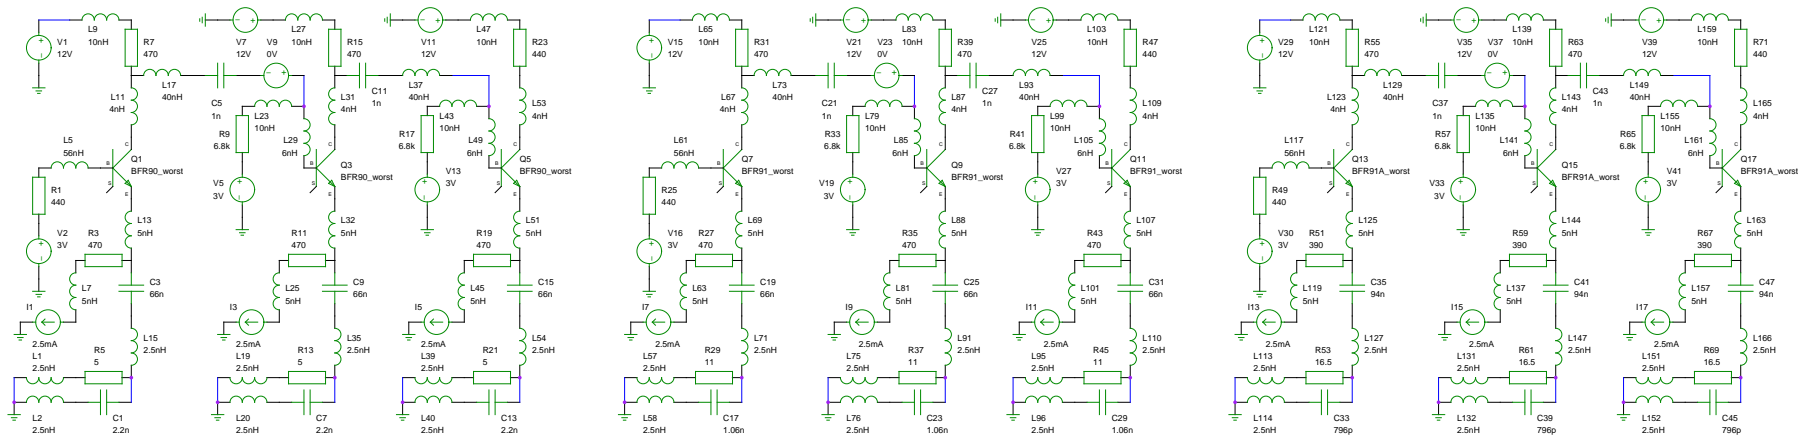 L9
10nH
V1
12V
R7
470
L17
40nH
L11
4nH
L5
56nH
C
B
S
E
Q1
BFR90_worst
R1
440
V2
3V
L13
5nH
R3
470
L7
5nH
C3
66n
I1
2.5mA
L15
2.5nH
L1
2.5nH
R5
5
L2
2.5nH
C1
2.2n
V7
12V
V9
0V
L27
10nH
R15
470
C5
1n
L23
10nH
R9
6.8k
L29
6nH
L31
4nH
C11
1n
V5
3V
C
B
S
E
Q3
BFR90_worst
L32
5nH
R11
470
L25
5nH
C9
66n
I3
2.5mA
L35
2.5nH
L19
2.5nH
R13
5
L20
2.5nH
C7
2.2n
V11
12V
L47
10nH
R23
440
L37
40nH
L43
10nH
R17
6.8k
L49
6nH
L53
4nH
V13
3V
C
B
S
E
Q5
BFR90_worst
L51
5nH
R19
470
L45
5nH
C15
66n
I5
2.5mA
L54
2.5nH
L39
2.5nH
R21
5
L40
2.5nH
C13
2.2n
L65
10nH
V15
12V
R31
470
L73
40nH
L67
4nH
L61
56nH
C
B
S
E
Q7
BFR91_worst
R25
440
V16
3V
L69
5nH
R27
470
L63
5nH
C19
66n
I7
2.5mA
L71
2.5nH
L57
2.5nH
R29
11
L58
2.5nH
C17
1.06n
V21
12V
V23
0V
L83
10nH
R39
470
C21
1n
L79
10nH
R33
6.8k
L85
6nH
L87
4nH
C27
1n
V19
3V
C
B
S
E
Q9
BFR91_worst
L88
5nH
R35
470
L81
5nH
C25
66n
I9
2.5mA
L91
2.5nH
L75
2.5nH
R37
11
L76
2.5nH
C23
1.06n
V25
12V
L103
10nH
R47
440
L93
40nH
L99
10nH
R41
6.8k
L105
6nH
L109
4nH
V27
3V
C
B
S
E
Q11
BFR91_worst
L107
5nH
R43
470
L101
5nH
C31
66n
I11
2.5mA
L110
2.5nH
L95
2.5nH
R45
11
L96
2.5nH
C29
1.06n
L121
10nH
V29
12V
R55
470
L129
40nH
L123
4nH
L117
56nH
C
B
S
E
Q13
BFR91A_worst
R49
440
V30
3V
L125
5nH
R51
390
L119
5nH
C35
94n
I13
2.5mA
L127
2.5nH
L113
2.5nH
R53
16.5
L114
2.5nH
C33
796p
V35
12V
V37
0V
L139
10nH
R63
470
C37
1n
L135
10nH
R57
6.8k
L141
6nH
L143
4nH
C43
1n
V33
3V
C
B
S
E
Q15
BFR91A_worst
L144
5nH
R59
390
L137
5nH
C41
94n
I15
2.5mA
L147
2.5nH
L131
2.5nH
R61
16.5
L132
2.5nH
C39
796p
V39
12V
L159
10nH
R71
440
L149
40nH
L155
10nH
R65
6.8k
L161
6nH
L165
4nH
V41
3V
C
B
S
E
Q17
BFR91A_worst
L163
5nH
R67
390
L157
5nH
C47
94n
I17
2.5mA
L166
2.5nH
L151
2.5nH
R69
16.5
L152
2.5nH
C45
796p